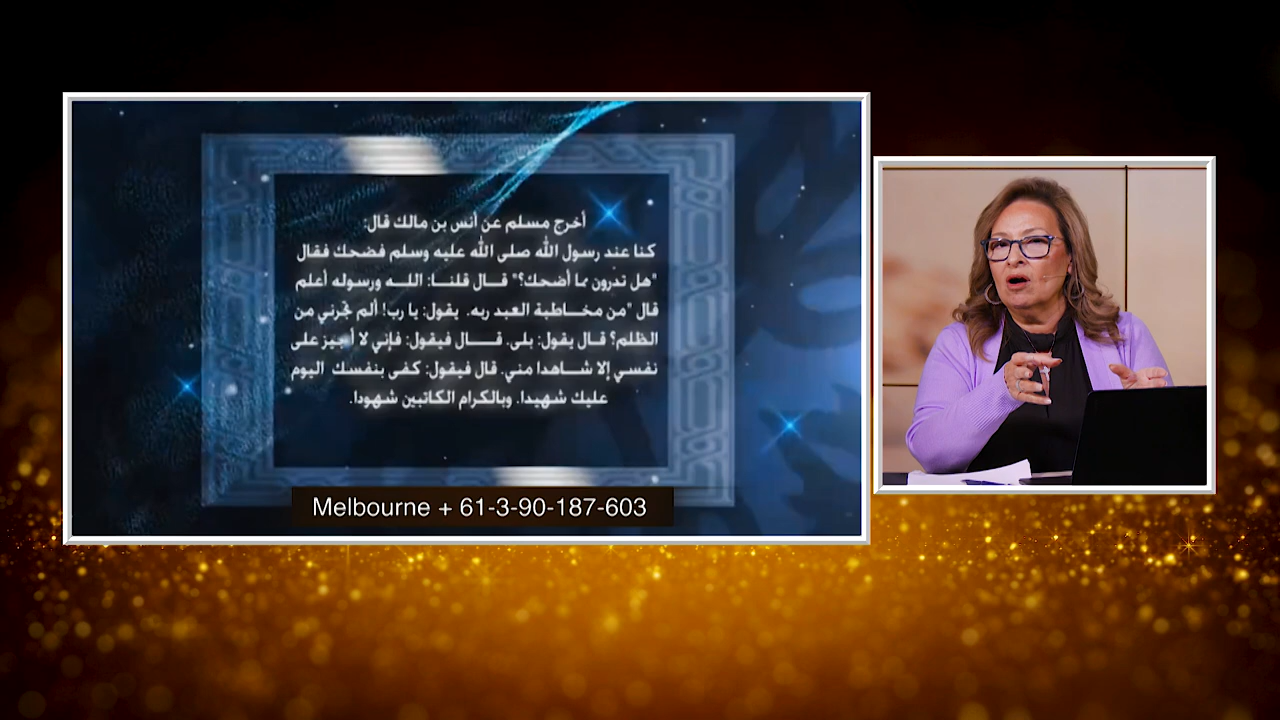 أخرج مسلم عن أنس بن مالك قال:
كنا عند رسول الله صلى الله عليه وسلم فضحك فقال
"هل تدرون مما أضحك؟" قال قلنا: الله ورسوله أعلم
قال "من مخاطبة العبد ربه. يقول: يا رب! ألم تجرني من
الظلم؟ قال يقول: بلى. قال فيقول: فإني لا أجيز على
نفسي إلا شاهدا مني. قال فيقول: كفى بنفسك اليوم
عليك شهيدا. وبالكرام الكاتبين شهودا.
Melbourne + 61-3-90-187-603